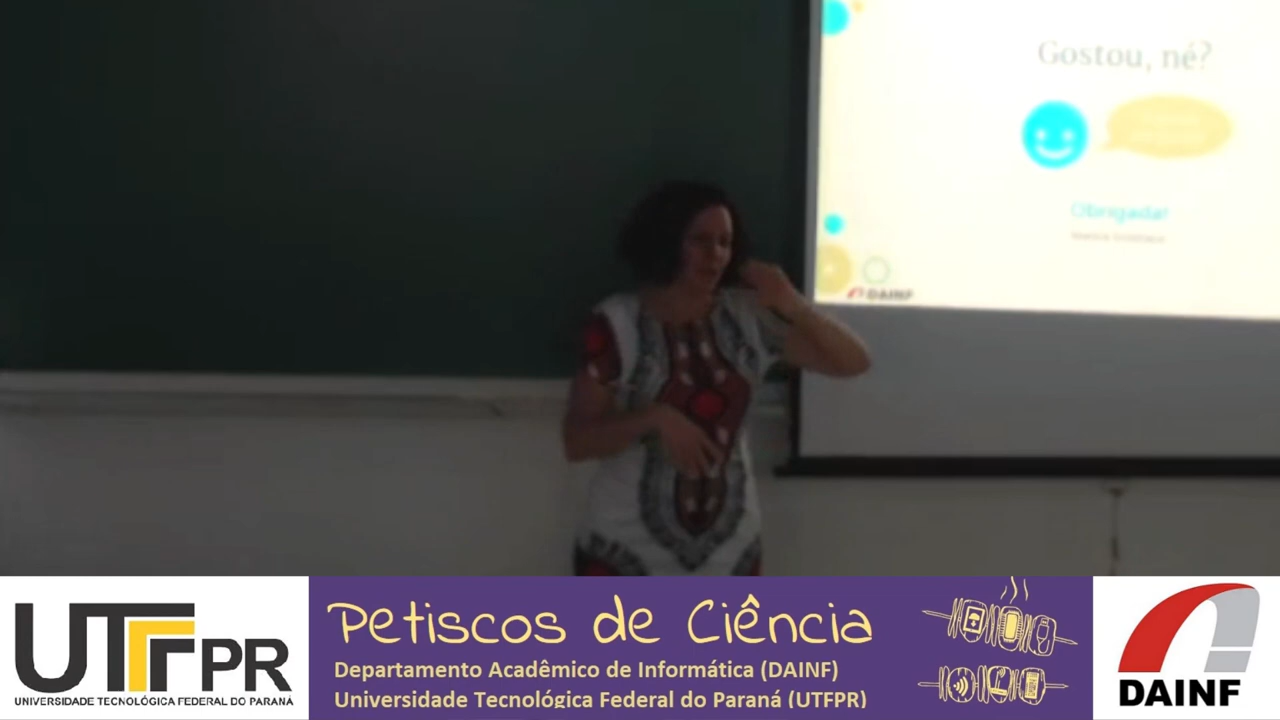 Gostou, né?
Obrigada!
DAINF
UTFPR
UNIVERSIDADE TECNOLÓGICA FEDERAL DO PARANÁ
Petiscos de Ciência
Departamento Acadêmico de Informática (DAINF)
Universidade Tecnológica Federal do Paraná (UTFPR)
DAINF